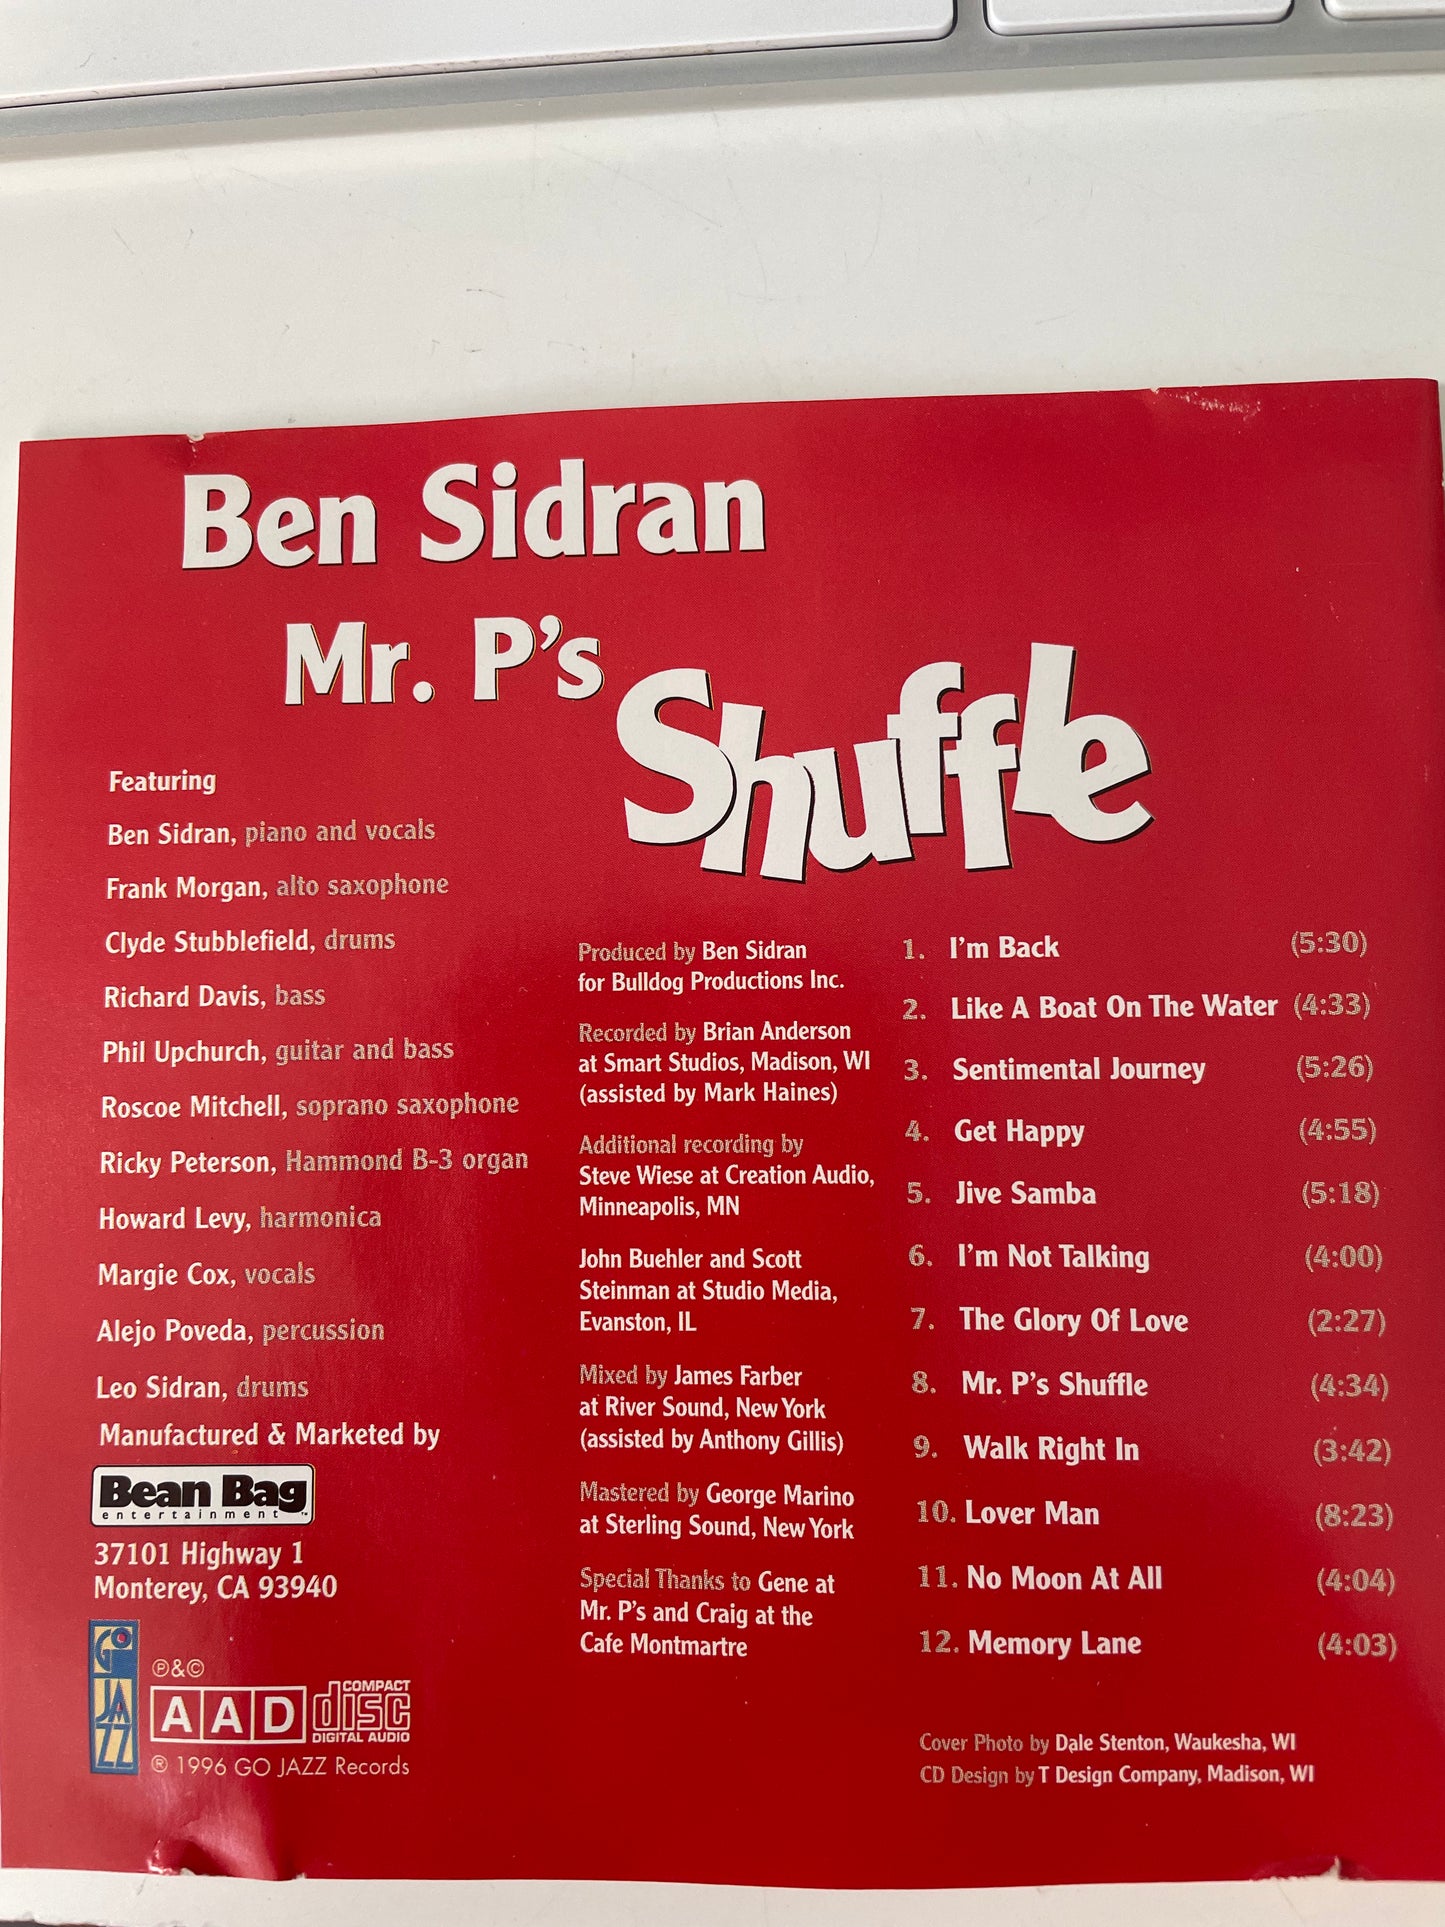 Ben Sidran
Mr. P's
Shuffle
Featuring
Ben Sidran, piano and vocals
Frank Morgan, alto saxophone
Clyde Stubblefield, drums
Richard Davis, bass
Phil Upchurch, guitar and bass
Roscoe Mitchell, soprano saxophone
Ricky Peterson, Hammond B-3 organ
Howard Levy, harmonica
Margie Cox, vocals
Alejo Poveda, percussion
Leo Sidran, drums
Manufactured & Marketed by
Bean Bag
entertainment™
37101 Highway 1
Monterey, CA 93940
GO
JA
ZZ
℗&©
AAD
COMPACT
disc
DIGITAL AUDIO
® 1996 GO JAZZ Records
Produced by Ben Sidran
for Bulldog Productions Inc.
Recorded by Brian Anderson
at Smart Studios, Madison, WI
(assisted by Mark Haines)
Additional recording by
Steve Wiese at Creation Audio,
Minneapolis, MN
John Buehler and Scott
Steinman at Studio Media,
Evanston, IL
Mixed by James Farber
at River Sound, New York
(assisted by Anthony Gillis)
Mastered by George Marino
at Sterling Sound, New York
Special Thanks to Gene at
Mr. P's and Craig at the
Cafe Montmartre
1. I'm Back (5:30)
2. Like A Boat On The Water (4:33)
3. Sentimental Journey (5:26)
4. Get Happy (4:55)
5. Jive Samba (5:18)
6. I'm Not Talking (4:00)
7. The Glory Of Love (2:27)
8. Mr. P's Shuffle (4:34)
9. Walk Right In (3:42)
10. Lover Man (8:23)
11. No Moon At All (4:04)
12. Memory Lane (4:03)
Cover Photo by Dale Stenton, Waukesha, WI
CD Design by T Design Company, Madison, WI